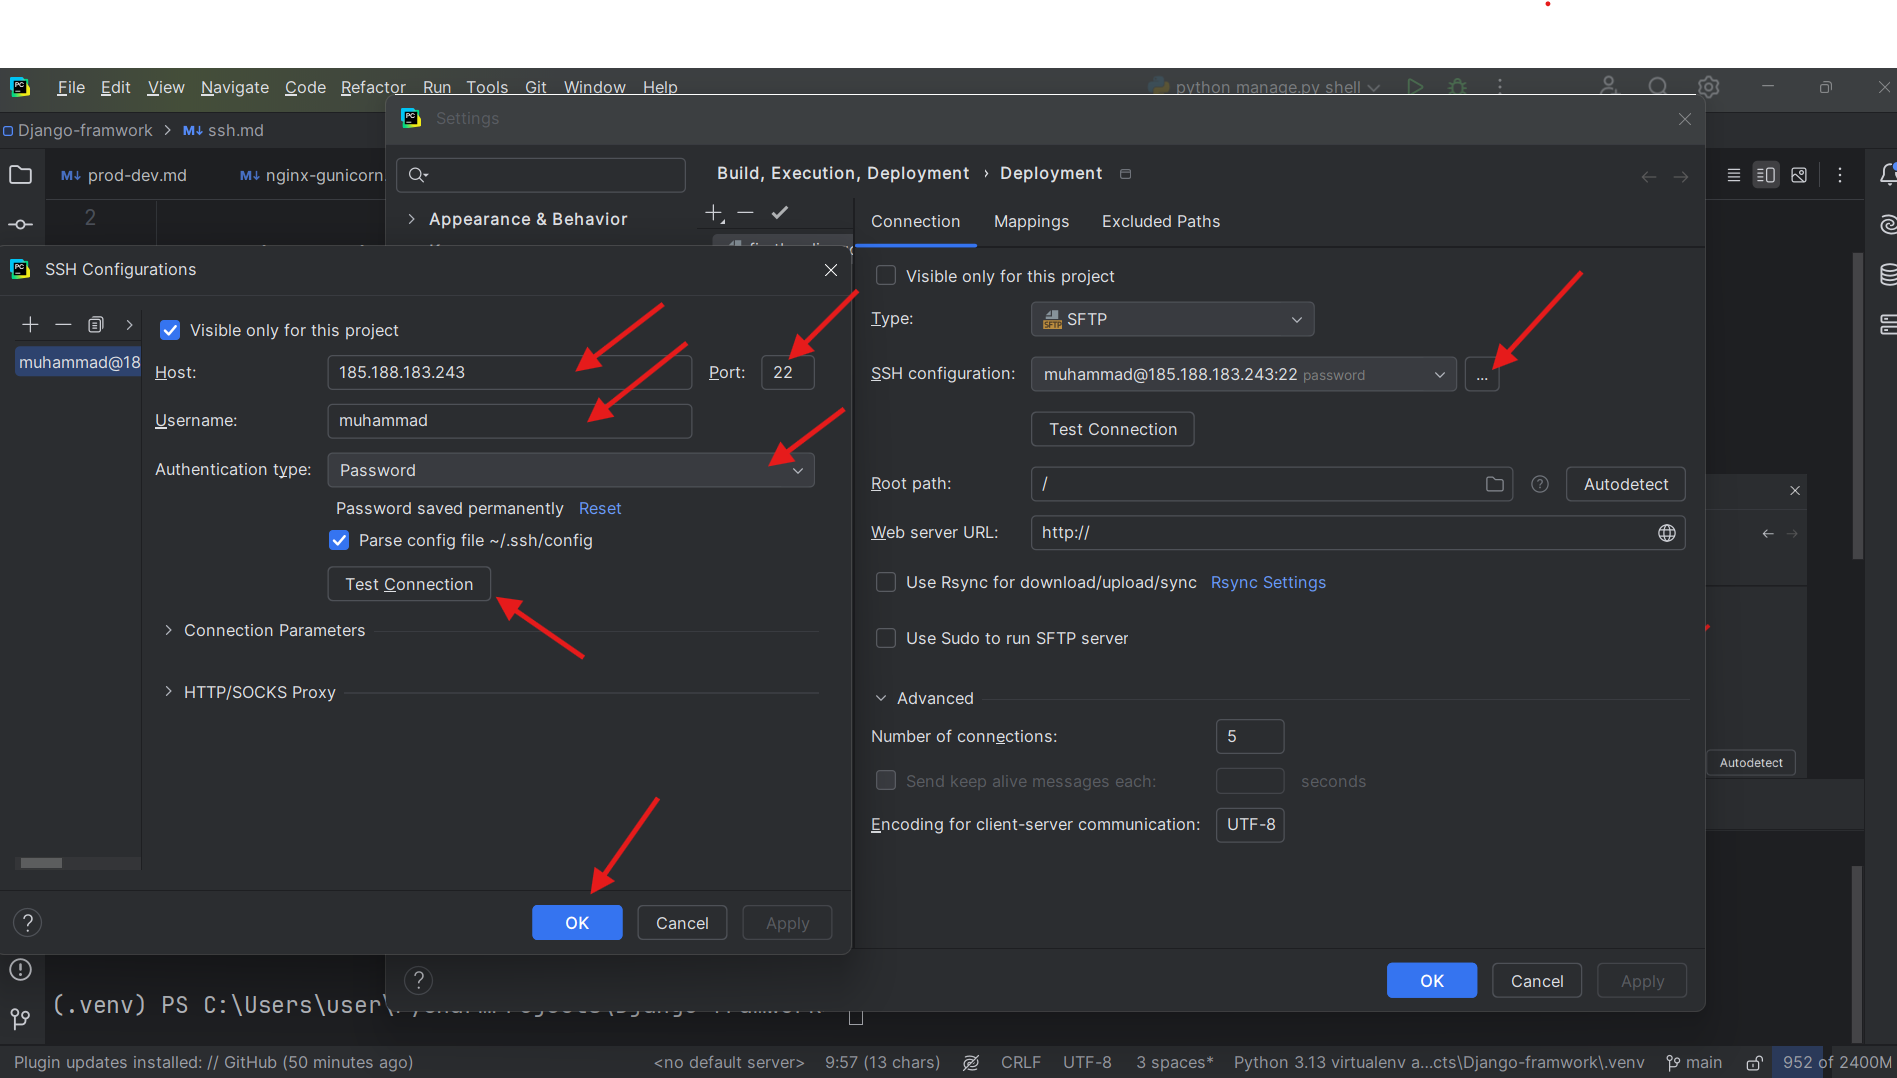 File Edit View Navigate Code Refactor Run Tools Git Window Help
python manage.py shell
Django-framwork > M↓ ssh.md
Settings
M↓ prod-dev.md
M↓ nginx-gunicorn.
2
Appearance & Behavior
Build, Execution, Deployment › Deployment
Connection Mappings Excluded Paths
SSH Configurations
muhammad@18
Visible only for this project
Host: 185.188.183.243 Port: 22
Username: muhammad
Authentication type: Password
Password saved permanently Reset
Parse config file ~/.ssh/config
Test Connection
Connection Parameters
HTTP/SOCKS Proxy
? OK Cancel Apply
Visible only for this project
Type: SFTP
SSH configuration: muhammad@185.188.183.243:22 password ...
Test Connection
Root path: / ? Autodetect
Web server URL: http://
Use Rsync for download/upload/sync Rsync Settings
Use Sudo to run SFTP server
Advanced
Number of connections: 5
Send keep alive messages each: seconds
Encoding for client-server communication: UTF-8
? OK Cancel Apply
Autodetect
(.venv) PS C:\Users\user\
Plugin updates installed: // GitHub (50 minutes ago) <no default server> 9:57 (13 chars) CRLF UTF-8 3 spaces* Python 3.13 virtualenv a...cts\Django-framwork\.venv main 952 of 2400M